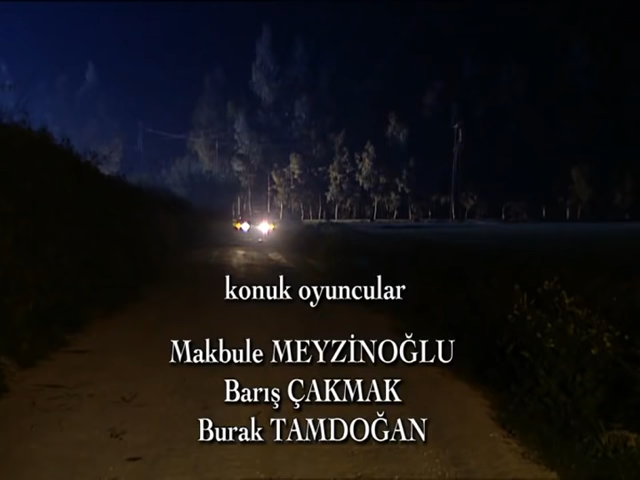 konuk oyuncular
Makbule MEYZİNOĞLU
Barış ÇAKMAK
Burak TAMDOĞAN